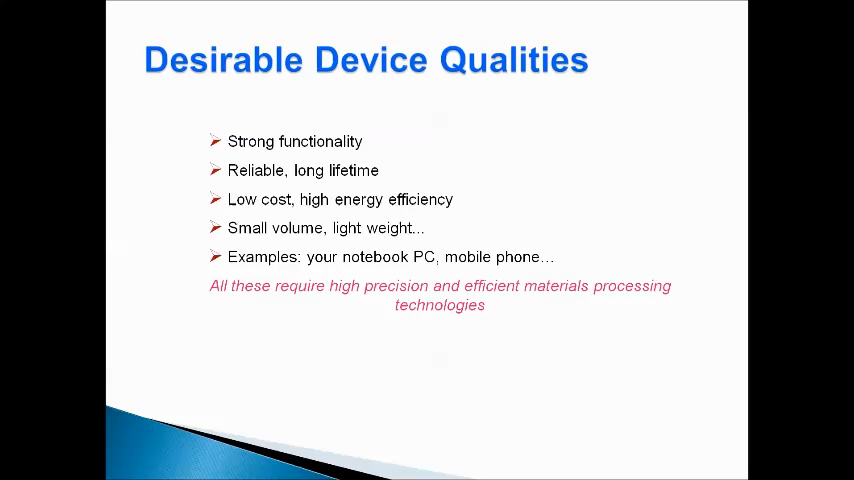 Desirable Device Qualities
Strong functionality
Reliable, long lifetime
Low cost, high energy efficiency
Small volume, light weight...
Examples: your notebook PC, mobile phone...
All these require high precision and efficient materials processing
technologies